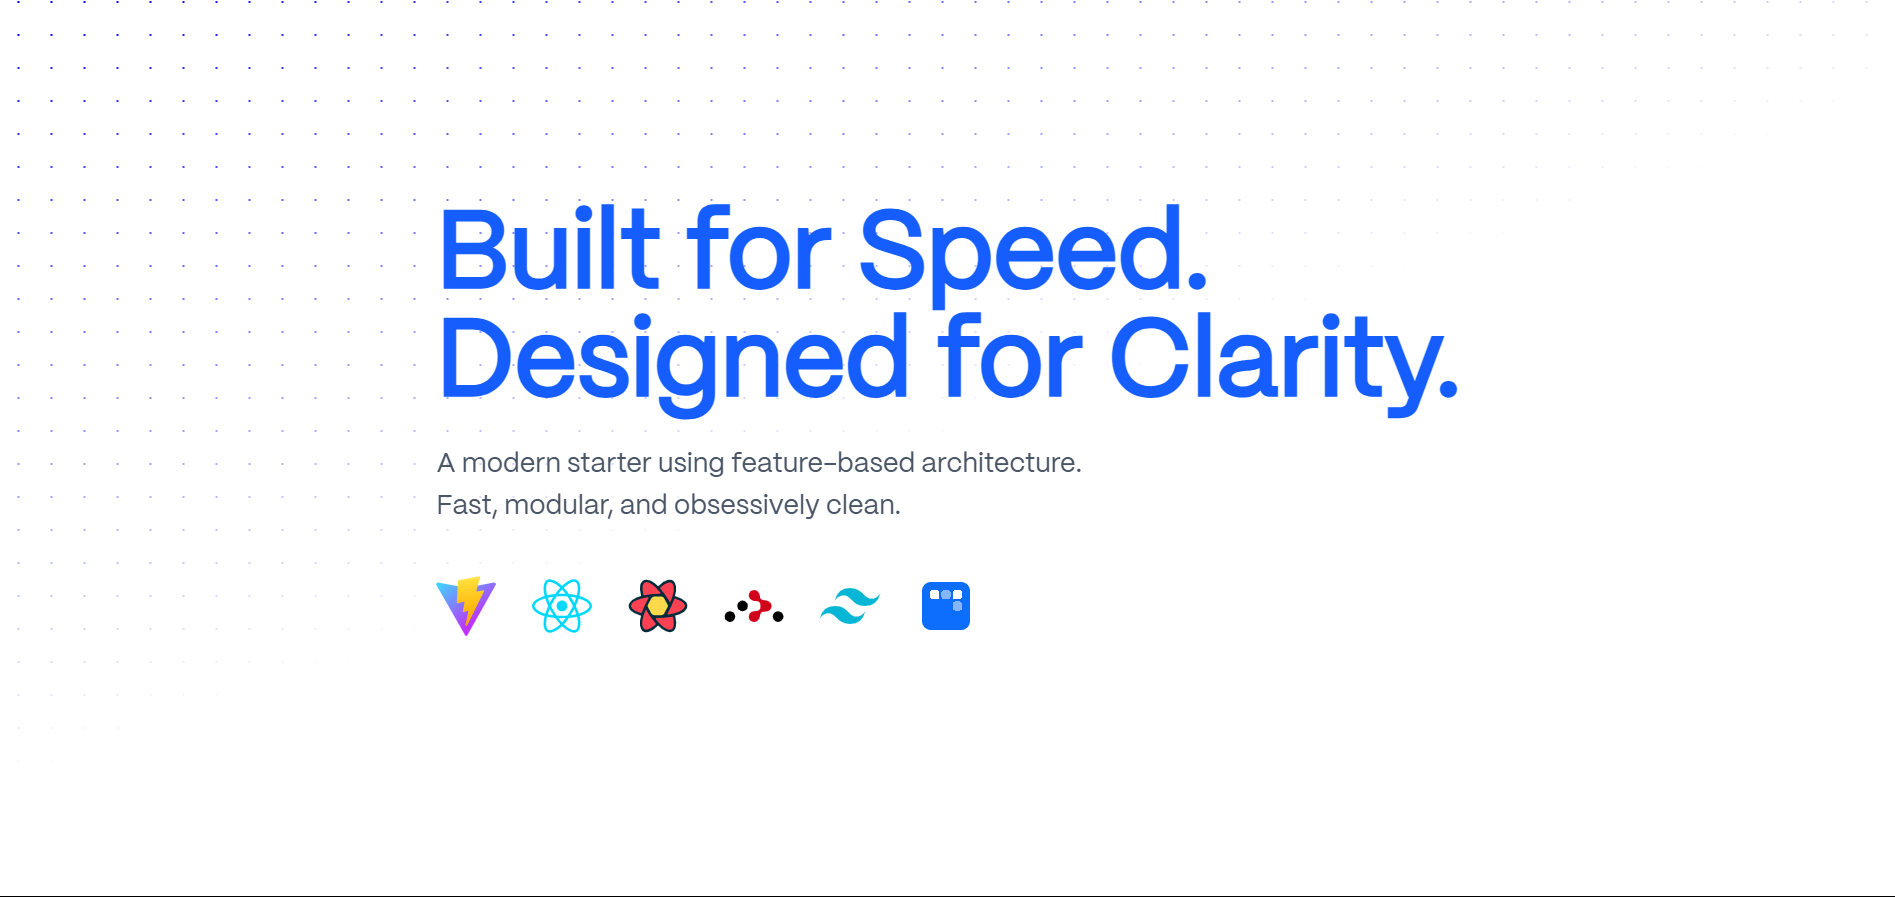 Built for Speed.
Designed for Clarity.
A modern starter using feature-based architecture.
Fast, modular, and obsessively clean.